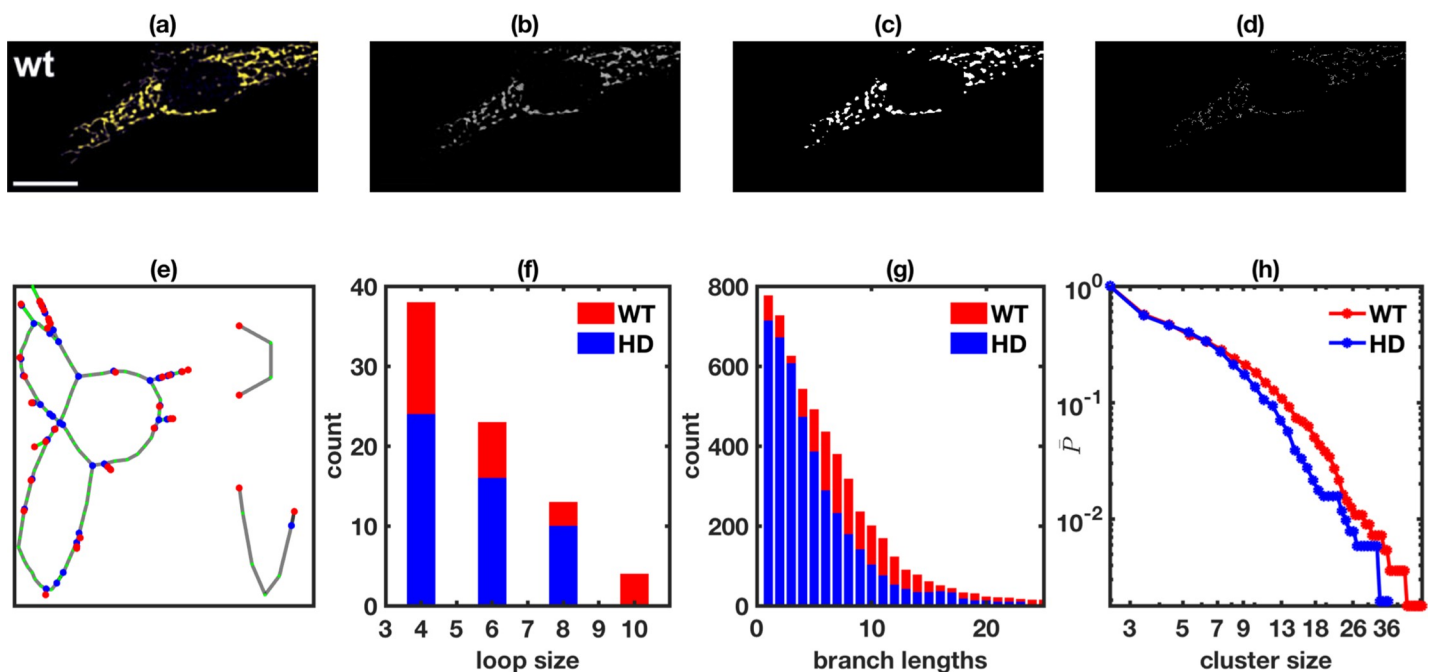 (a) (b) (c) (d)
wt
(e) (f) (g) (h)
40
30
20
10
0
count
3 4 5 6 7 8 9 10
loop size
WT
HD
800
600
400
200
0
count
0 10 20
branch lengths
WT
HD
10^0
10^-1
10^-2
P̄
3 5 7 9 13 18 26 36
cluster size
WT
HD